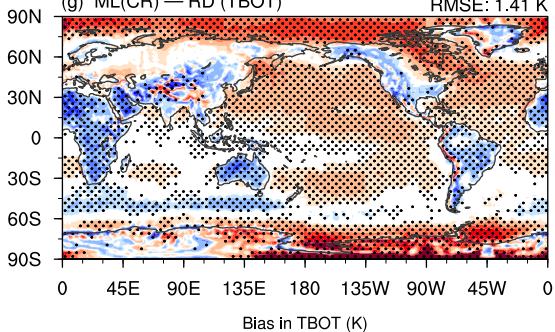 (g) ML(CR) — RD (TBOT)
RMSE: 1.41 K
90N
60N
30N
0
30S
60S
90S
0 45E 90E 135E 180 135W 90W 45W 0
Bias in TBOT (K)